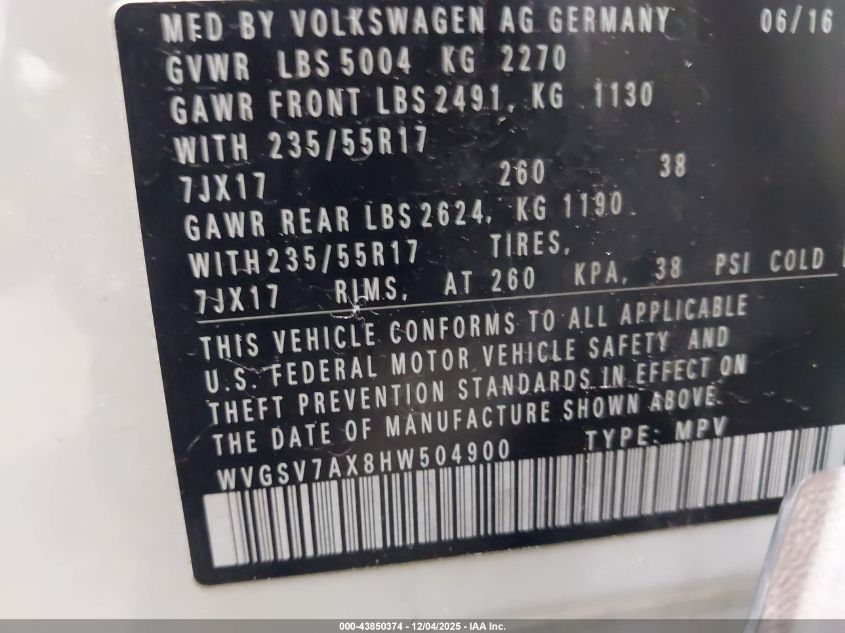 MFD BY VOLKSWAGEN AG GERMANY 06/16
GVWR LBS 5004 KG 2270
GAWR FRONT LBS 2491, KG 1130
WITH 235/55R17
7JX17 260 38
GAWR REAR LBS 2624, KG 1190
WITH 235/55R17 TIRES,
7JX17 RIMS, AT 260 KPA, 38 PSI COLD
THIS VEHICLE CONFORMS TO ALL APPLICABLE
U.S. FEDERAL MOTOR VEHICLE SAFETY AND
THEFT PREVENTION STANDARDS IN EFFECT ON
THE DATE OF MANUFACTURE SHOWN ABOVE.
WVGSV7AX8HW504900 TYPE: MPV
000-43850374 - 12/04/2025 - IAA Inc.